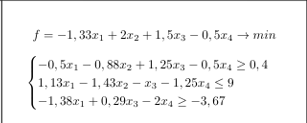 f = −1,33x₁ + 2x₂ + 1,5x₃ − 0,5x₄ → min
−0,5x₁ − 0,88x₂ + 1,25x₃ − 0,5x₄ ≥ 0,4
1,13x₁ − 1,43x₂ − x₃ − 1,25x₄ ≤ 9
−1,38x₁ + 0,29x₃ − 2x₄ ≥ −3,67